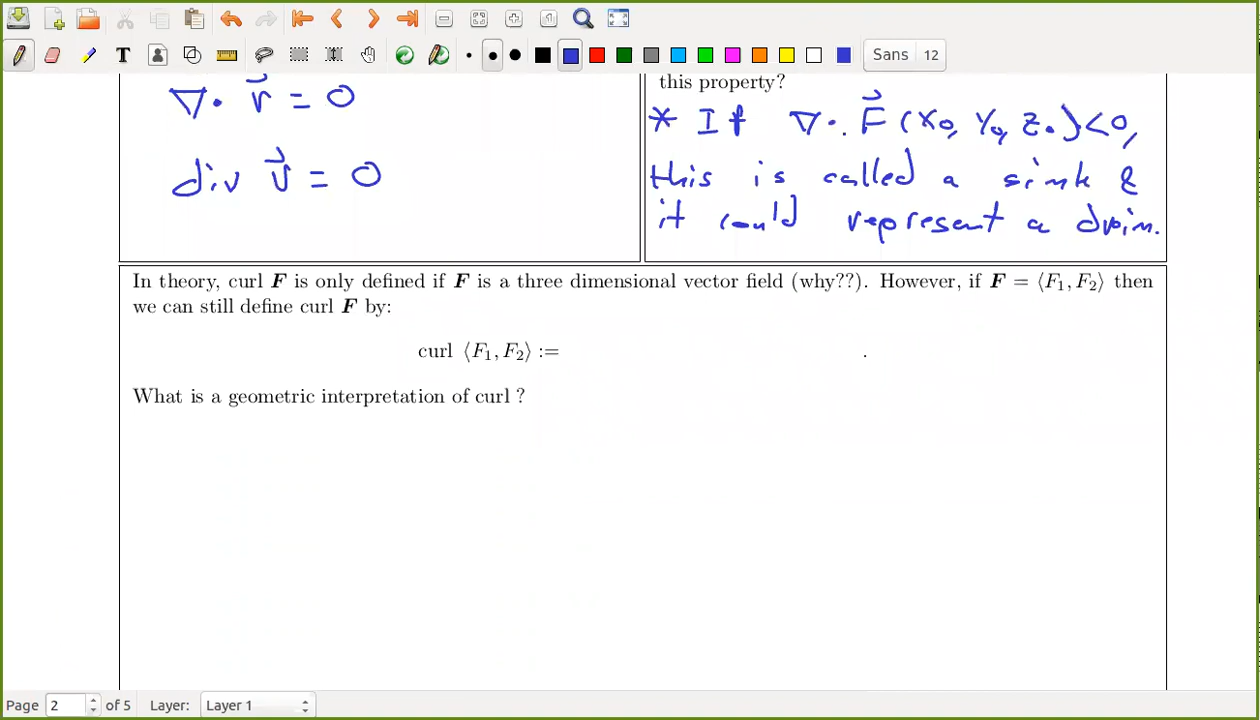 Sans 12
∇· v⃗ = 0
div v⃗ = 0
this property?
* If ∇· F⃗ (x₀, y₀, z₀) < 0,
this is called a sink &
it could represent a drain.
In theory, curl F is only defined if F is a three dimensional vector field (why??). However, if F = ⟨F₁, F₂⟩ then
we can still define curl F by:
curl ⟨F₁, F₂⟩ := .
What is a geometric interpretation of curl ?
Page 2 of 5 Layer: Layer 1